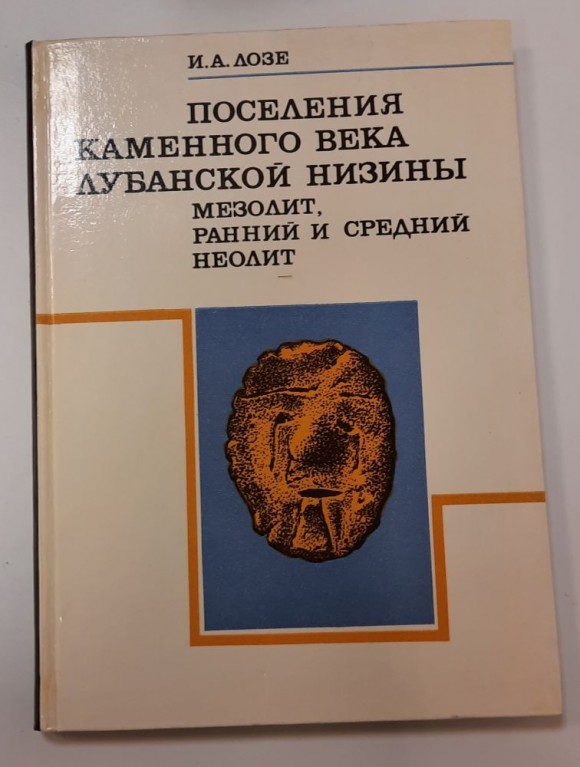 И.А.ЛОЗЕ
ПОСЕЛЕНИЯ
КАМЕННОГО ВЕКА
ЛУБАНСКОЙ НИЗИНЫ
МЕЗОЛИТ,
РАННИЙ И СРЕДНИЙ
НЕОЛИТ